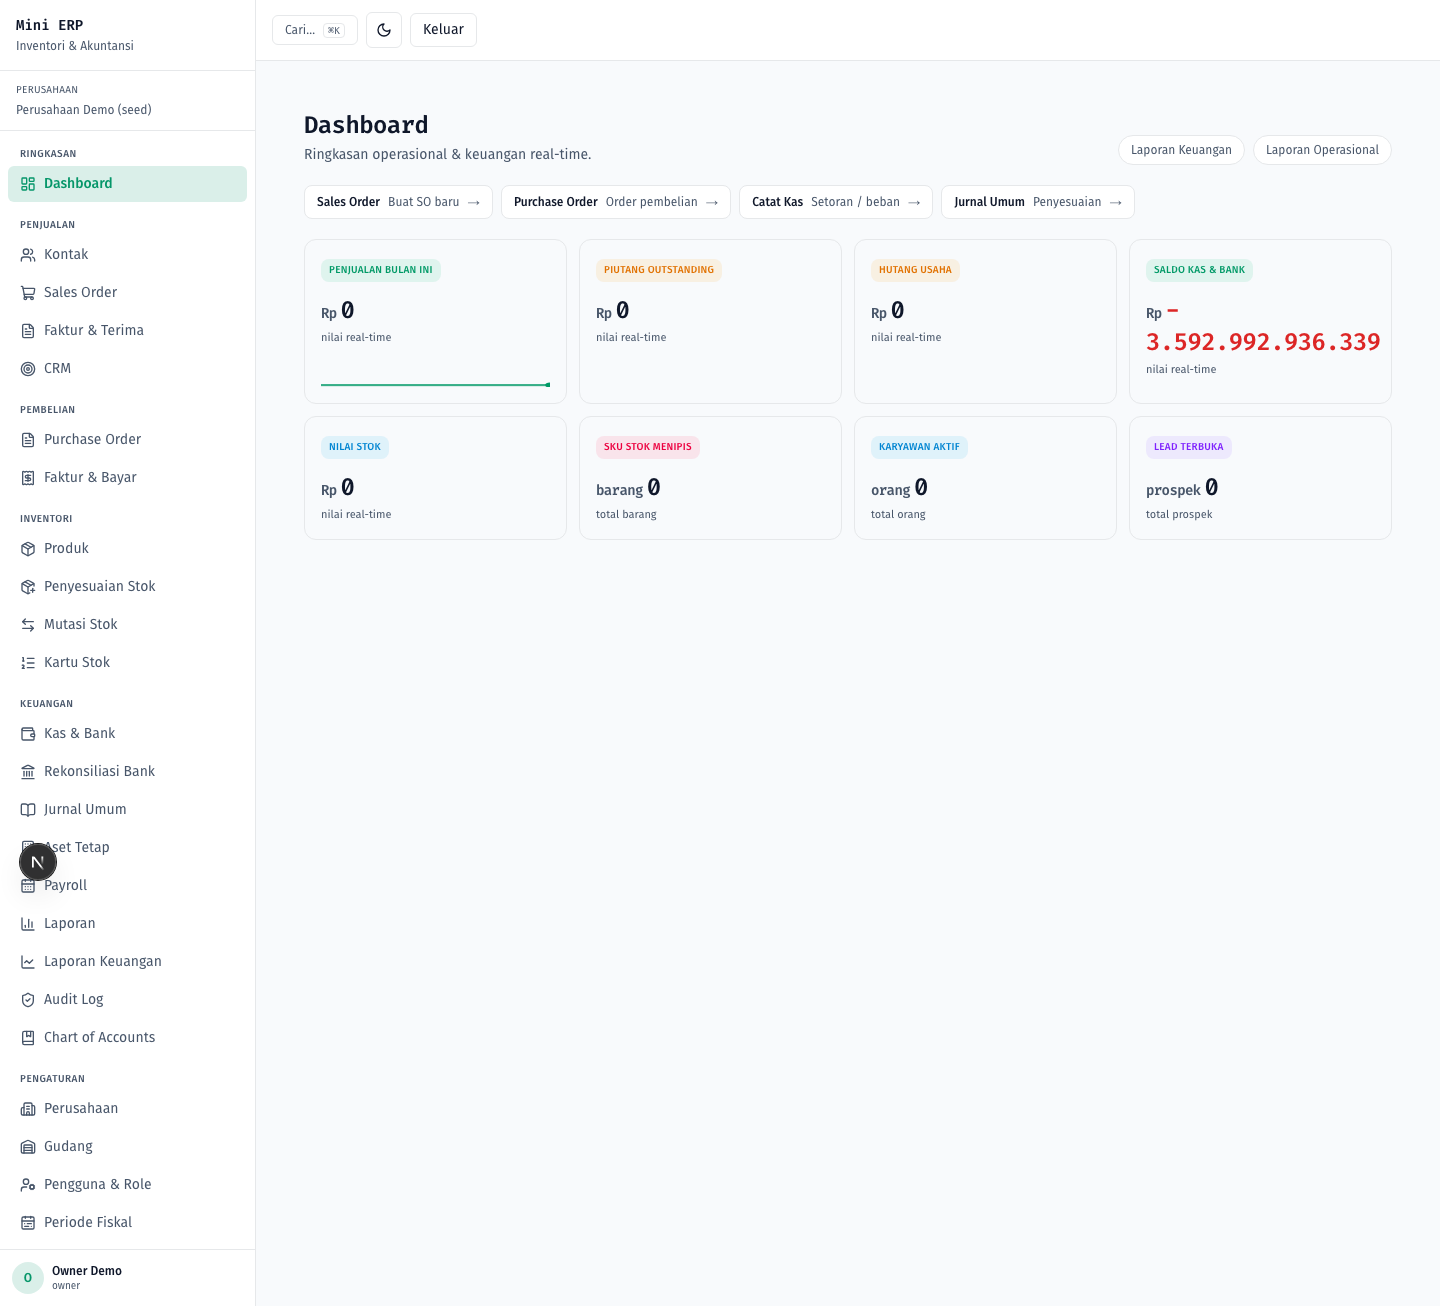 Mini ERP
Inventori & Akuntansi
PERUSAHAAN
Perusahaan Demo (seed)
RINGKASAN
Dashboard
PENJUALAN
Kontak
Sales Order
Faktur & Terima
CRM
PEMBELIAN
Purchase Order
Faktur & Bayar
INVENTORI
Produk
Penyesuaian Stok
Mutasi Stok
Kartu Stok
KEUANGAN
Kas & Bank
Rekonsiliasi Bank
Jurnal Umum
Aset Tetap
Payroll
Laporan
Laporan Keuangan
Audit Log
Chart of Accounts
PENGATURAN
Perusahaan
Gudang
Pengguna & Role
Periode Fiskal
O
Owner Demo
owner
Cari... ⌘K
Keluar
Dashboard
Ringkasan operasional & keuangan real-time.
Laporan Keuangan
Laporan Operasional
Sales Order Buat SO baru →
Purchase Order Order pembelian →
Catat Kas Setoran / beban →
Jurnal Umum Penyesuaian →
PENJUALAN BULAN INI
Rp 0
nilai real-time
PIUTANG OUTSTANDING
Rp 0
nilai real-time
HUTANG USAHA
Rp 0
nilai real-time
SALDO KAS & BANK
Rp −
3.592.992.936.339
nilai real-time
NILAI STOK
Rp 0
nilai real-time
SKU STOK MENIPIS
barang 0
total barang
KARYAWAN AKTIF
orang 0
total orang
LEAD TERBUKA
prospek 0
total prospek
N